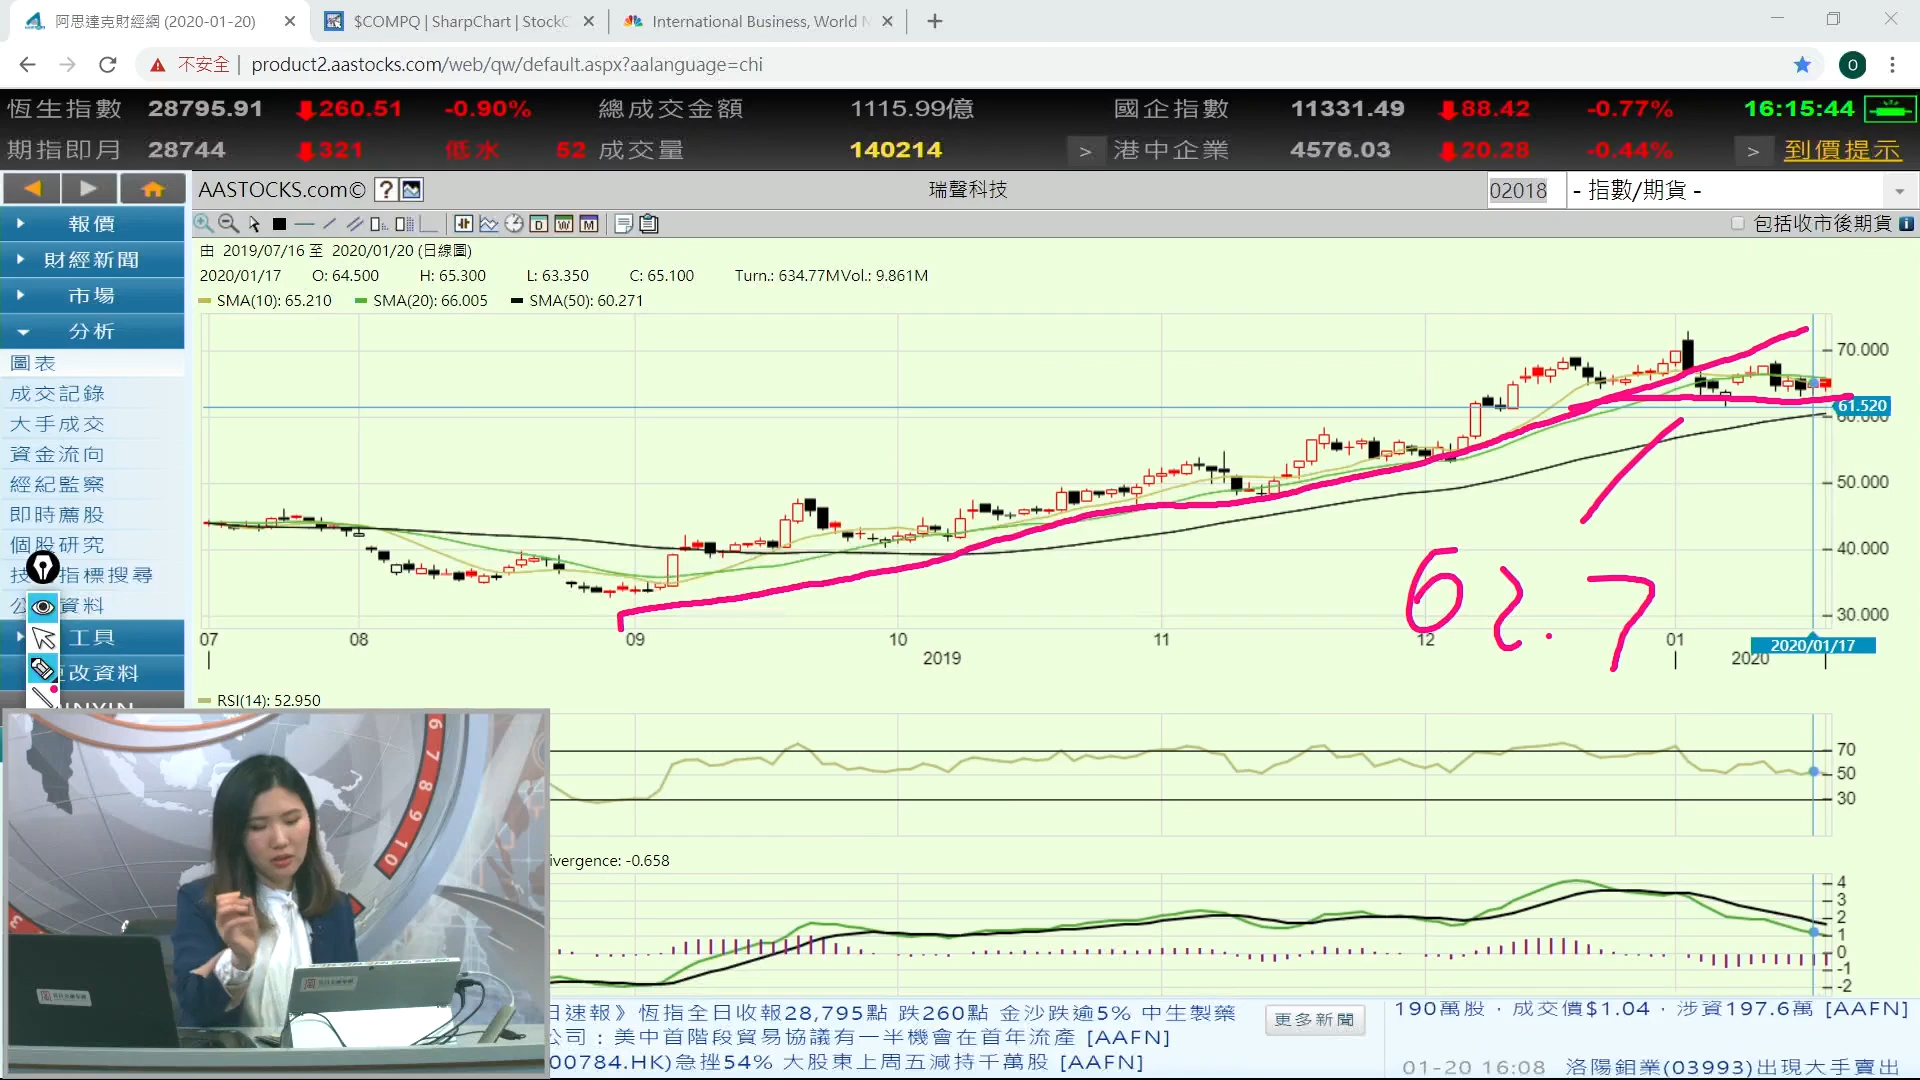 阿思達克財經網 (2020-01-20)
$COMPQ | SharpChart | StockC
International Business, World N
不安全 | product2.aastocks.com/web/qw/default.aspx?aalanguage=chi
O
恆生指數 28795.91 260.51 -0.90% 總成交金額 1115.99億 國企指數 11331.49 88.42 -0.77% 16:15:44
期指即月 28744 321 低水 52 成交量 140214 > 港中企業 4576.03 20.28 -0.44% > 到價提示
AASTOCKS.com© ? 瑞聲科技 02018 - 指數/期貨 -
D W M 包括收市後期貨 i
報價
財經新聞
市場
分析
圖表
成交記錄
大手成交
資金流向
經紀監察
即時薦股
個股研究
技 指標搜尋
公 資料
工具
更改資料
由 2019/07/16 至 2020/01/20 (日線圖)
2020/01/17 O: 64.500 H: 65.300 L: 63.350 C: 65.100 Turn.: 634.77M Vol.: 9.861M
SMA(10): 65.210 SMA(20): 66.005 SMA(50): 60.271
70.000
61.520
60.000
50.000
40.000
30.000
62.7
07 08 09 10 11 12 01
2020/01/17
2019 2020
RSI(14): 52.950
70
50
30
ivergence: -0.658
4
3
2
1
0
-1
-2
6 7 8 9 10
3
日速報》恆指全日收報28,795點 跌260點 金沙跌逾5% 中生製藥
公司：美中首階段貿易協議有一半機會在首年流產 [AAFN]
00784.HK)急挫54% 大股東上周五減持千萬股 [AAFN]
更多新聞
190萬股﹐成交價$1.04﹐涉資197.6萬 [AAFN]
01-20 16:08 洛陽鉬業(03993)出現大手賣出